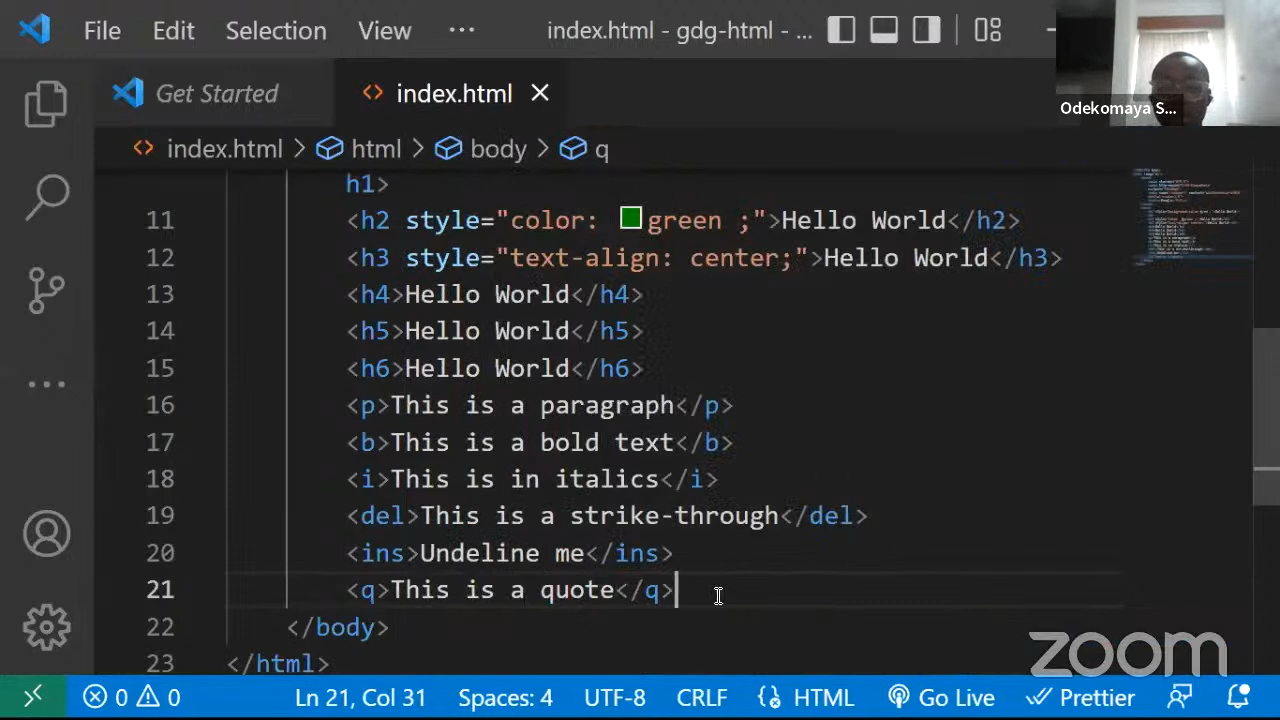 File Edit Selection View ··· index.html - gdg-html - ...
Get Started index.html
Odekomaya S...
index.html > html > body > q
h1>
11 <h2 style="color: green ;">Hello World</h2>
12 <h3 style="text-align: center;">Hello World</h3>
13 <h4>Hello World</h4>
14 <h5>Hello World</h5>
15 <h6>Hello World</h6>
16 <p>This is a paragraph</p>
17 <b>This is a bold text</b>
18 <i>This is in italics</i>
19 <del>This is a strike-through</del>
20 <ins>Undeline me</ins>
21 <q>This is a quote</q>
22 </body>
23 </html>
zoom
0 0 Ln 21, Col 31 Spaces: 4 UTF-8 CRLF HTML Go Live Prettier